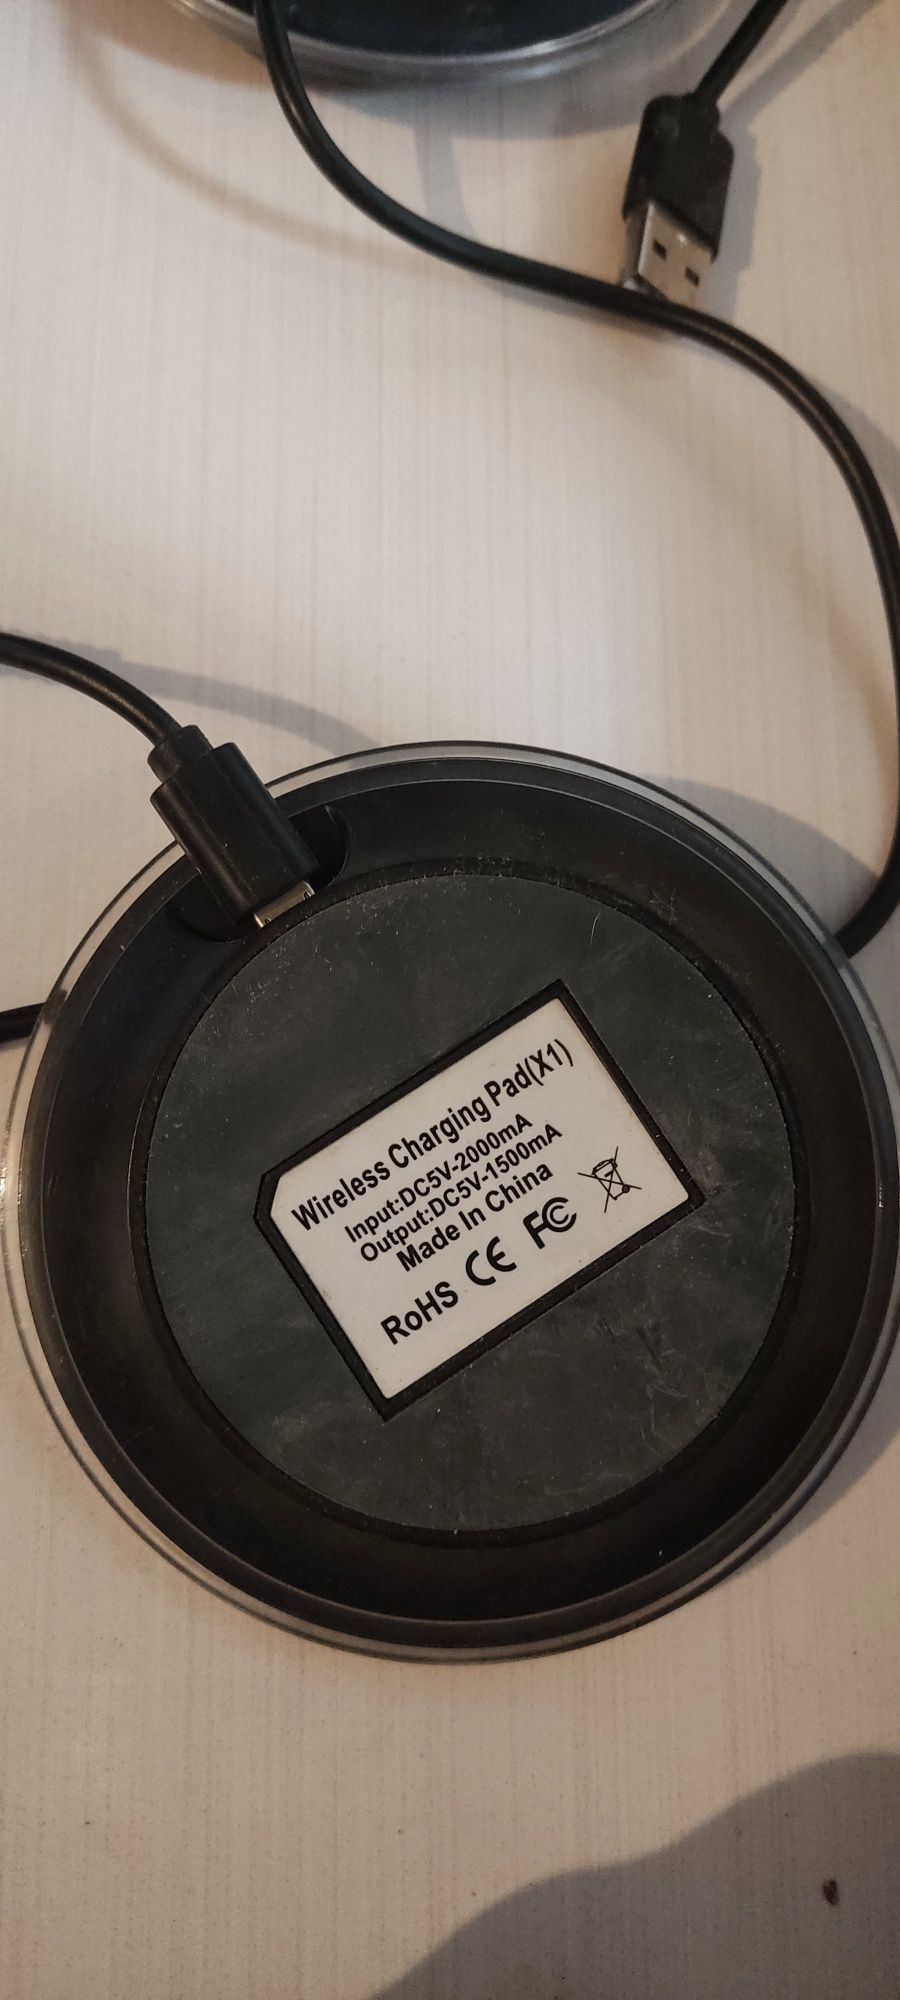 Wireless Charging Pad(X1)
Input:DC5V-2000mA
Output:DC5V-1500mA
Made In China
RoHS CE FC